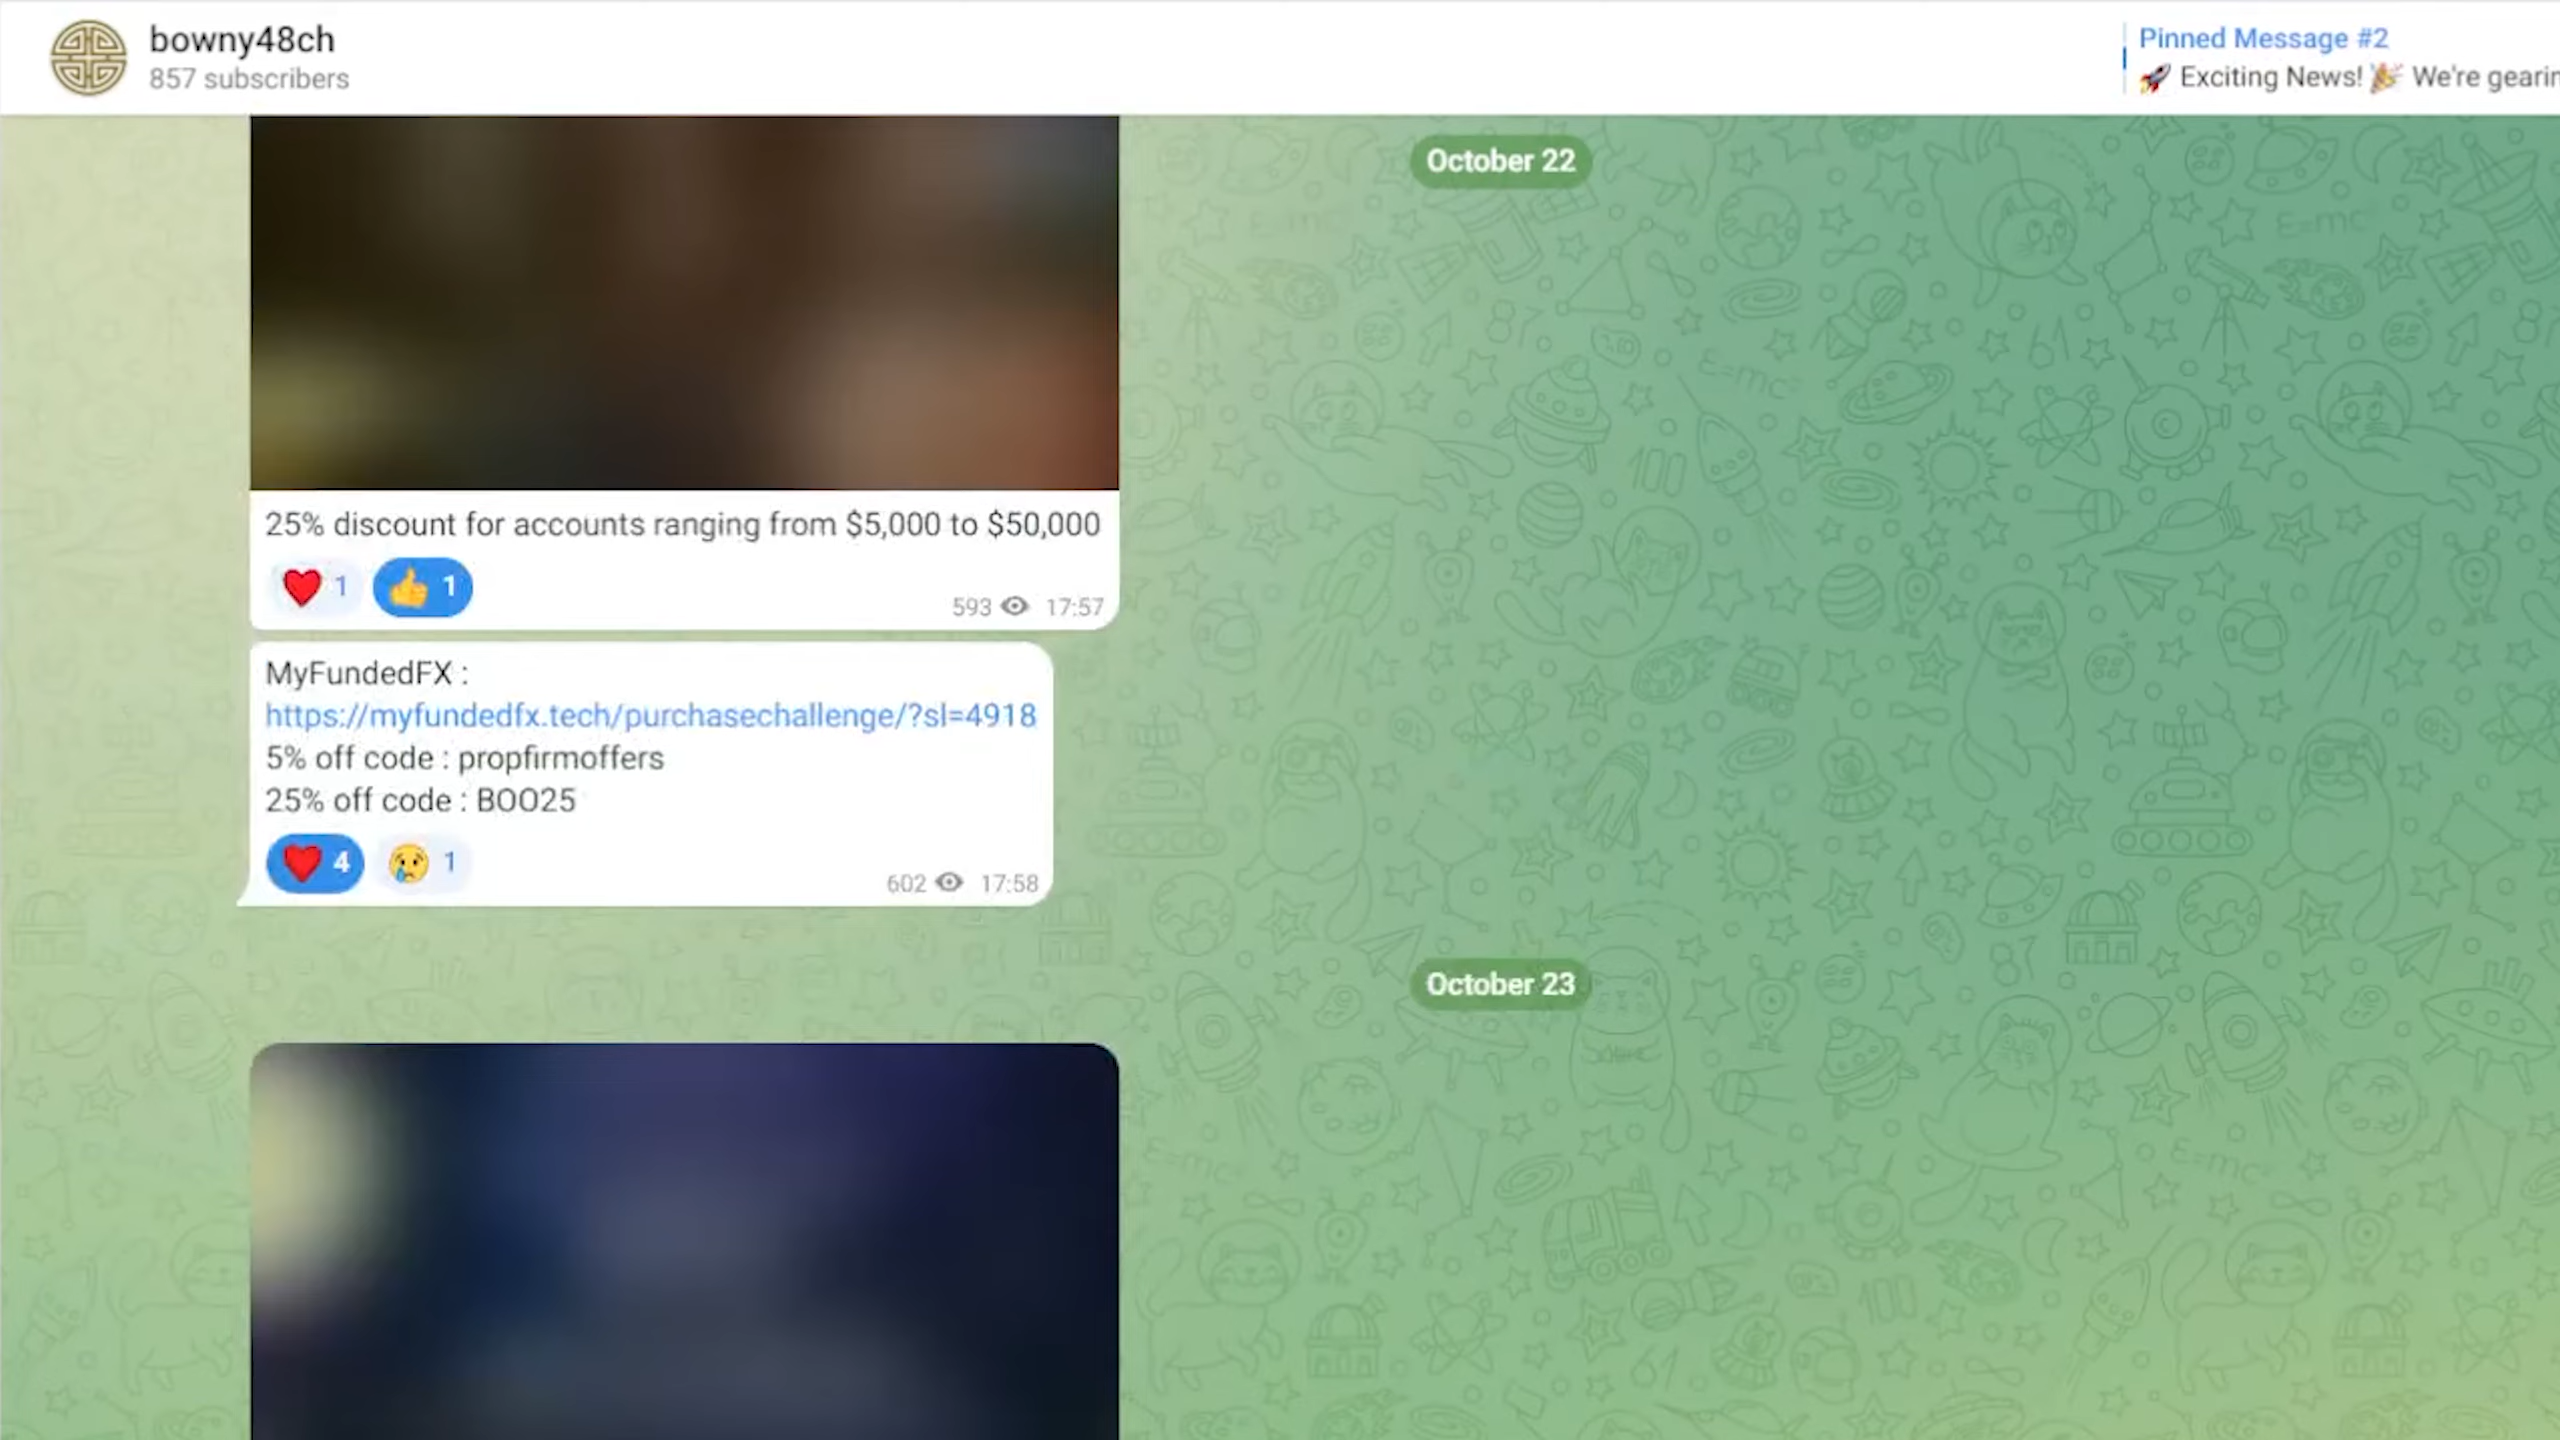 bowny48ch
857 subscribers
Pinned Message #2
🚀 Exciting News! 🎉 We're gearin
October 22
25% discount for accounts ranging from $5,000 to $50,000
❤️ 1 👍 1
593 17:57
MyFundedFX :
https://myfundedfx.tech/purchasechallenge/?sl=4918
5% off code : propfirmoffers
25% off code : BOO25
❤️ 4 😢 1
602 17:58
October 23